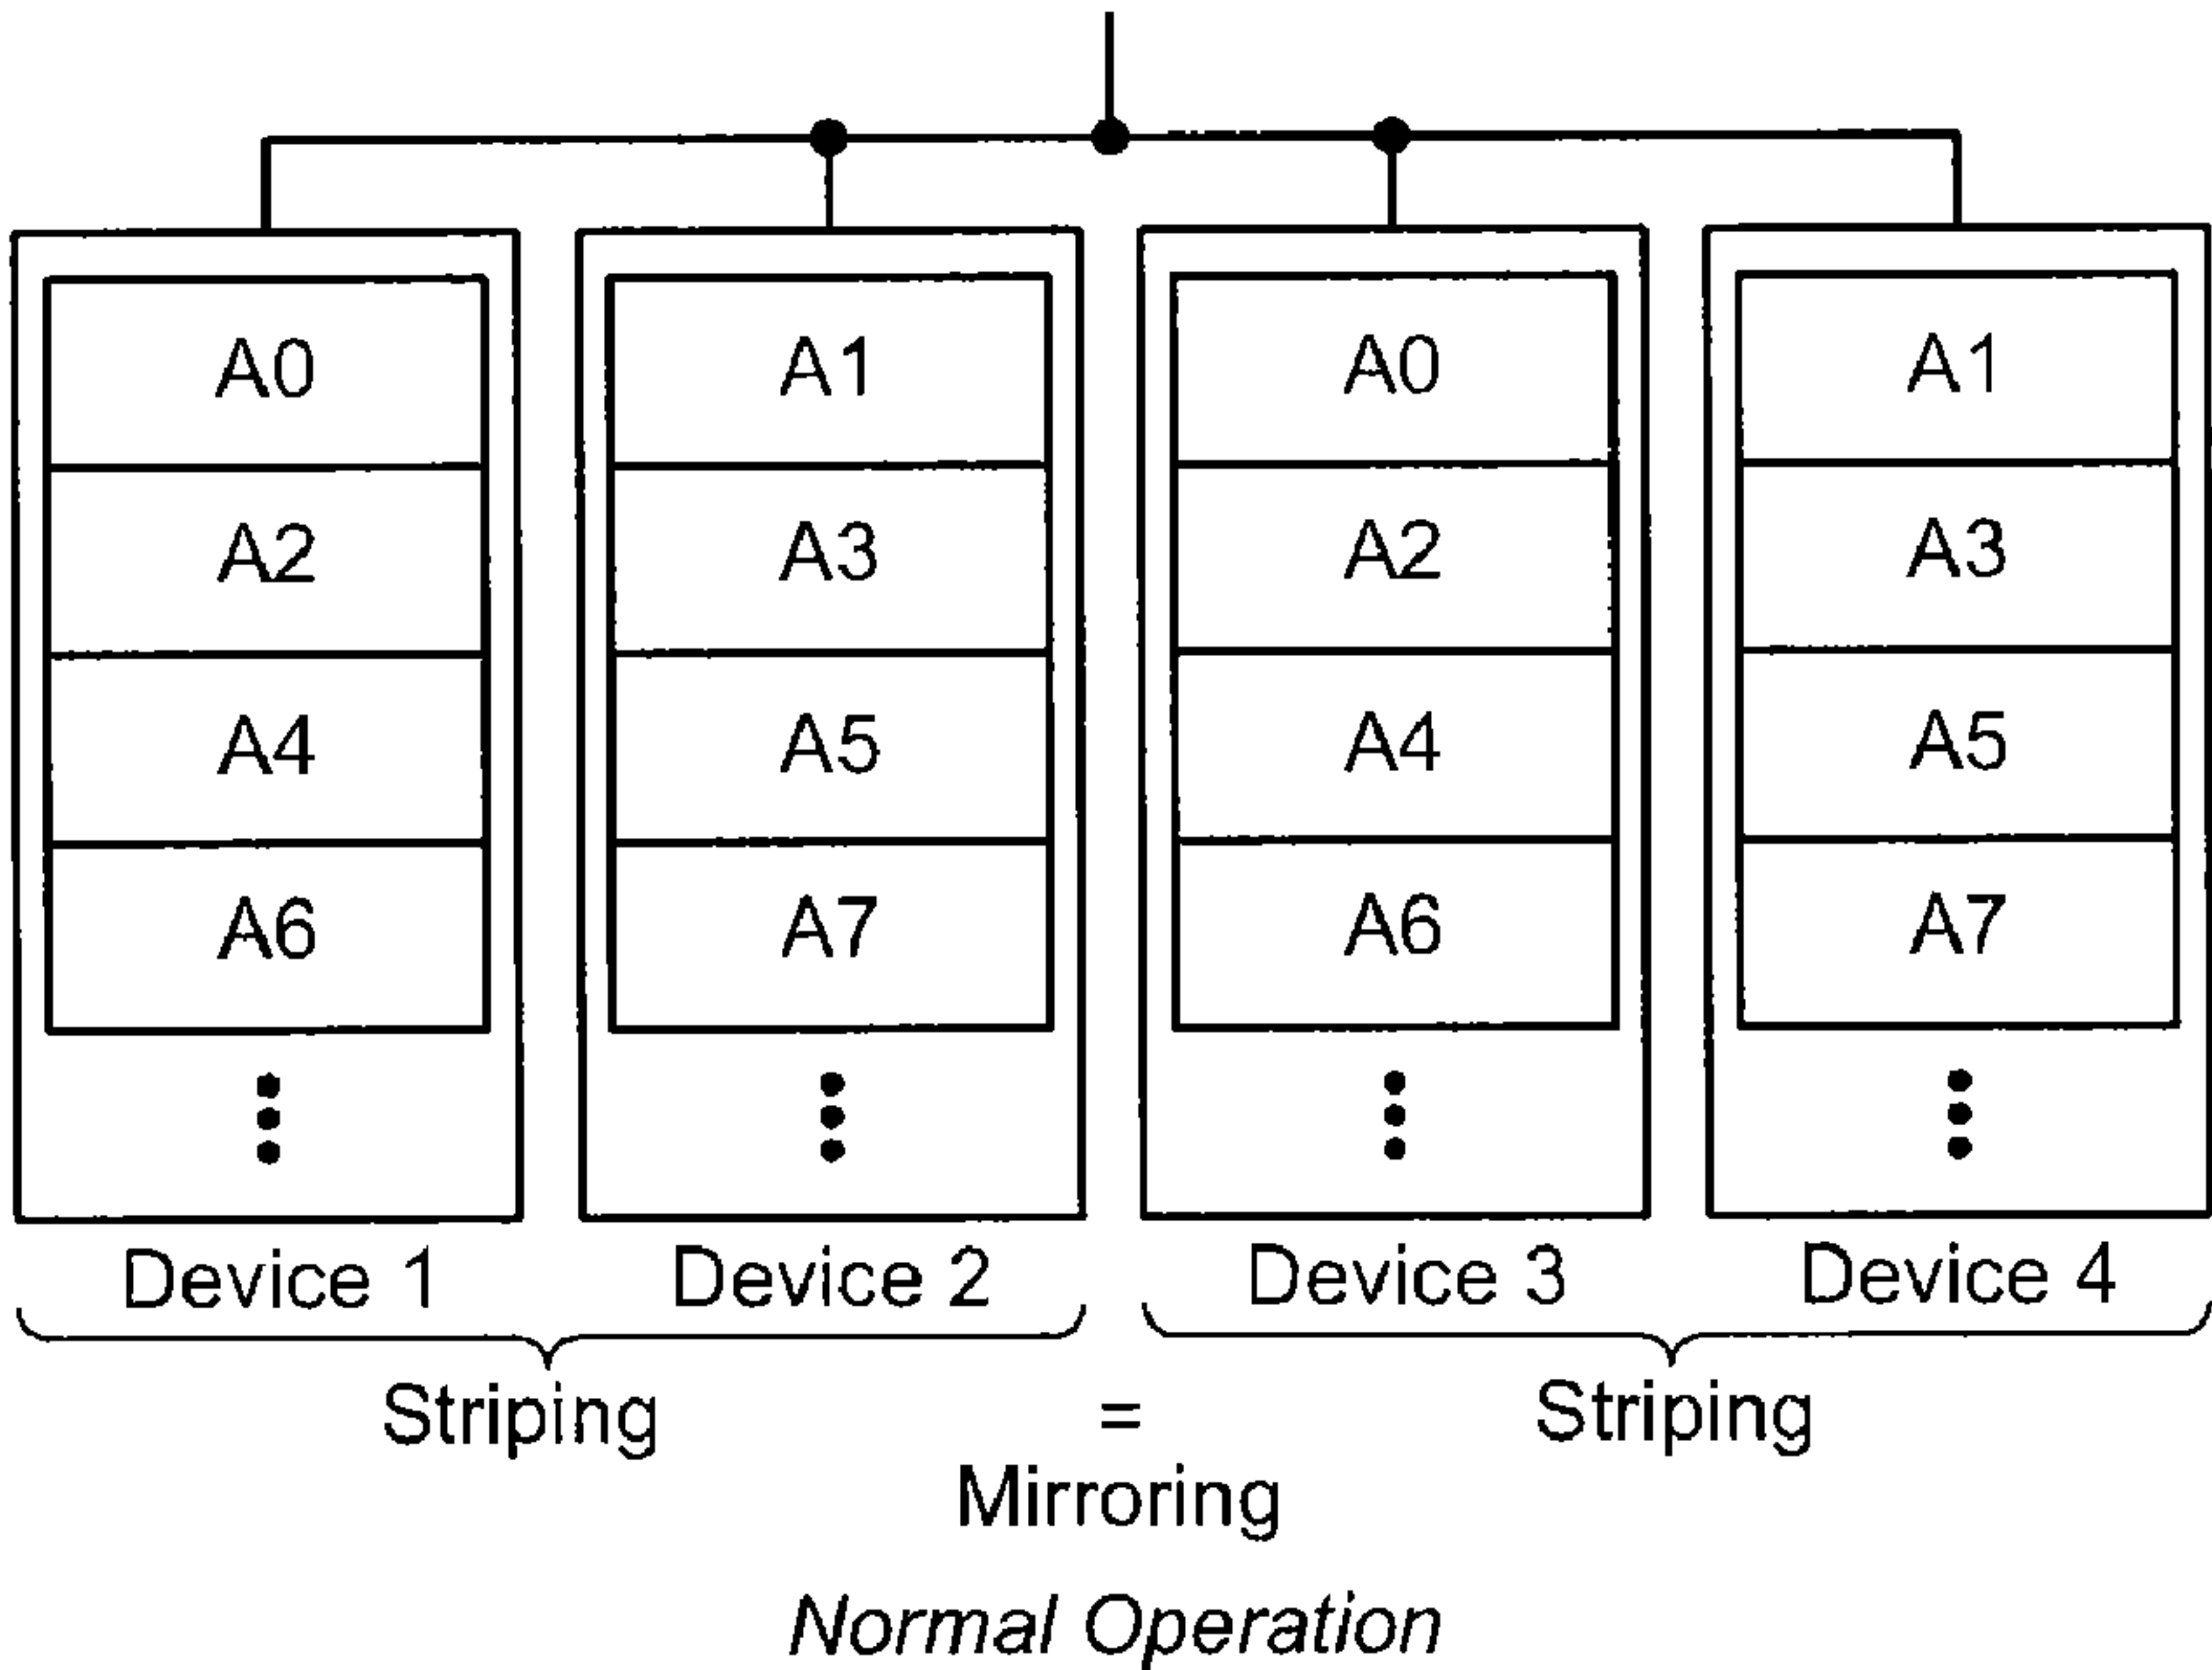 A0 A1 A0 A1
A2 A3 A2 A3
A4 A5 A4 A5
A6 A7 A6 A7
Device 1 Device 2 Device 3 Device 4
Striping = Striping
Mirroring
Normal Operation